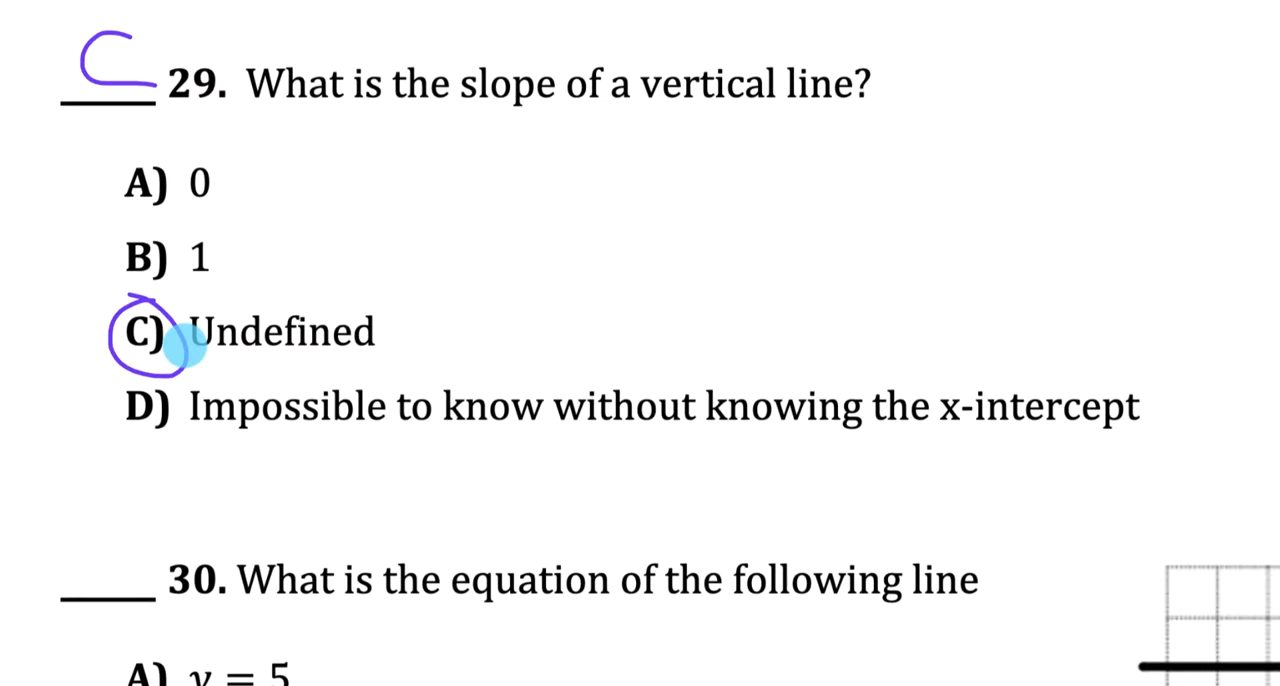 C 29. What is the slope of a vertical line?
A) 0
B) 1
C) Undefined
D) Impossible to know without knowing the x-intercept
30. What is the equation of the following line
A) y = 5